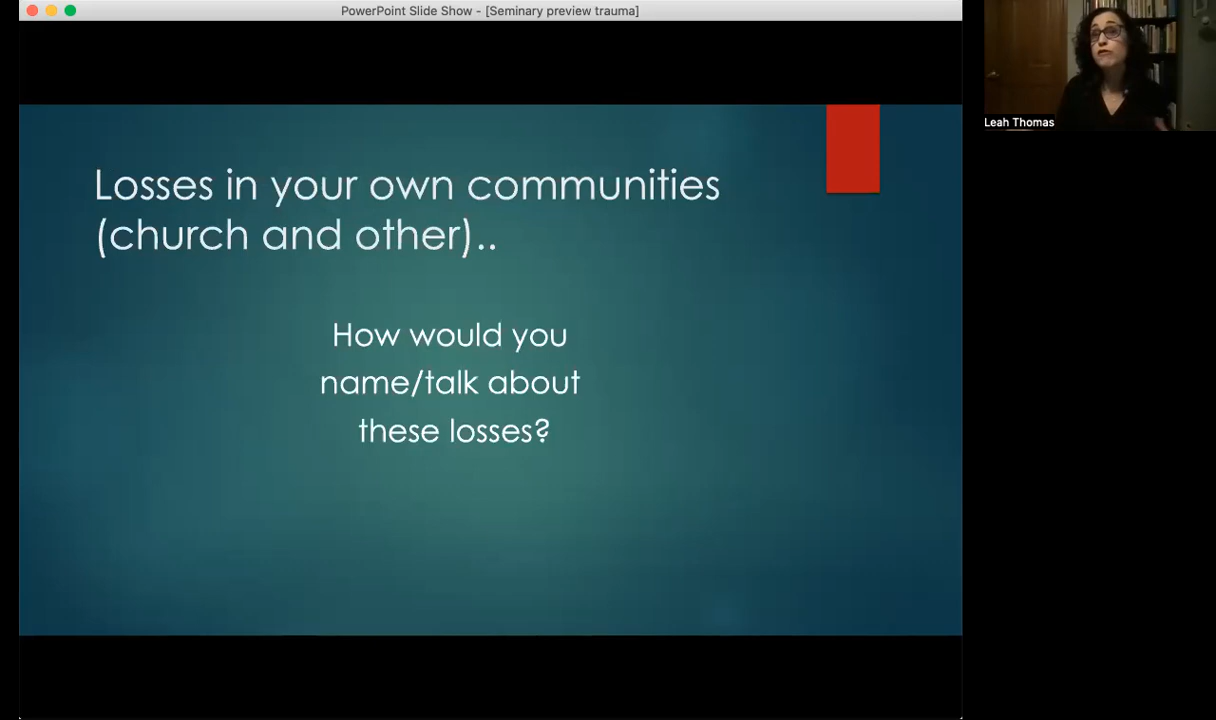 PowerPoint Slide Show - [Seminary preview trauma]
Losses in your own communities
(church and other)..
How would you
name/talk about
these losses?
Leah Thomas